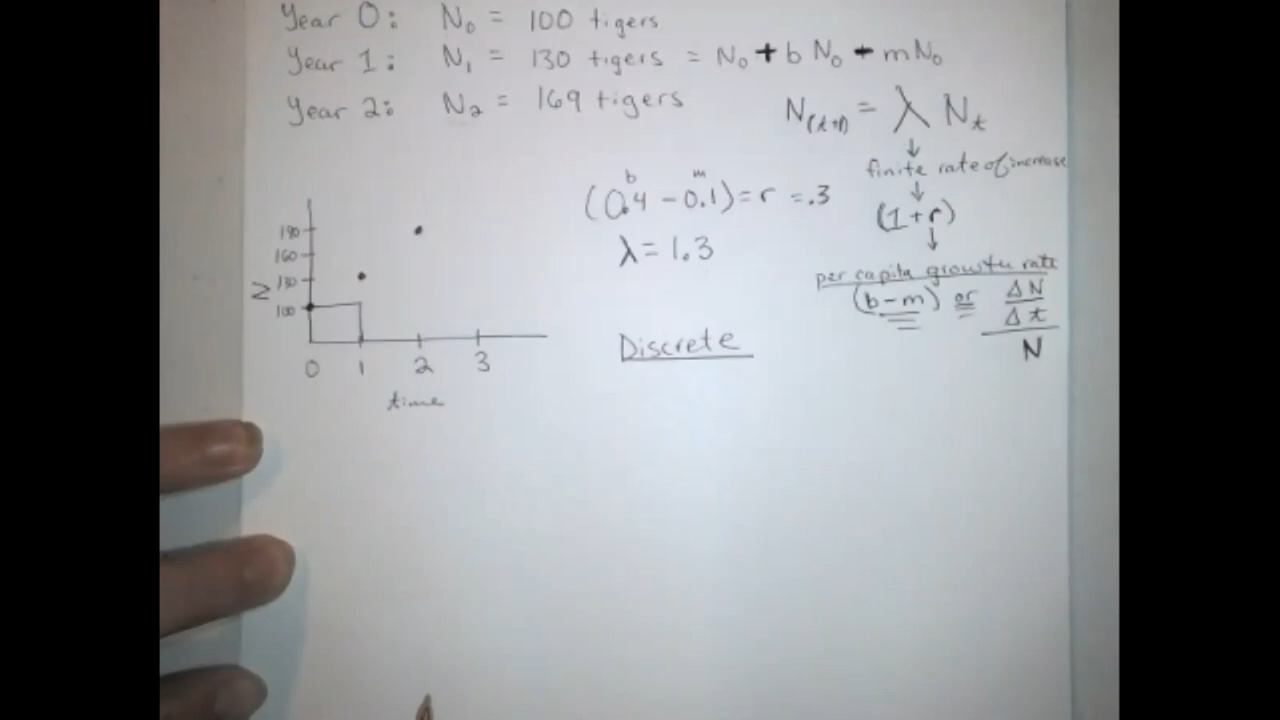 Year 0: N₀ = 100 tigers
Year 1: N₁ = 130 tigers = N₀ + b N₀ - m N₀
Year 2: N₂ = 169 tigers
N(t+1) = λ Nt
↓
finite rate of increase
↓
(1+r)
↓
per capita growth rate
(b-m) or ΔN
Δt
N
b m
(0.4 - 0.1) = r = .3
λ = 1.3
Discrete
190
160
130
100
N
0 1 2 3
time